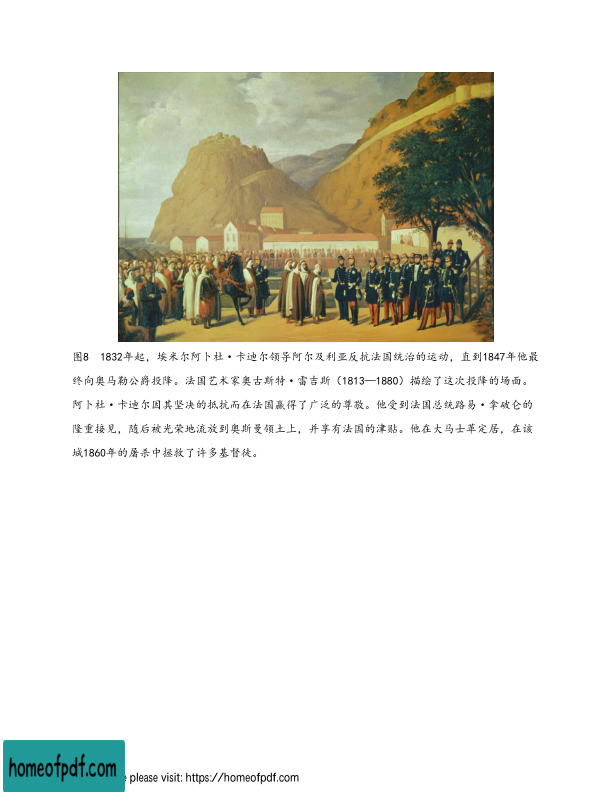 图8　1832年起，埃米尔阿卜杜·卡迪尔领导阿尔及利亚反抗法国统治的运动，直到1847年他最
终向奥马勒公爵投降。法国艺术家奥古斯特·雷吉斯（1813—1880）描绘了这次投降的场面。
阿卜杜·卡迪尔因其坚决的抵抗而在法国赢得了广泛的尊敬。他受到法国总统路易·拿破仑的
隆重接见，随后被光荣地流放到奥斯曼领土上，并享有法国的津贴。他在大马士革定居，在该
城1860年的屠杀中拯救了许多基督徒。
homeofpdf.com
e please visit: https://homeofpdf.com